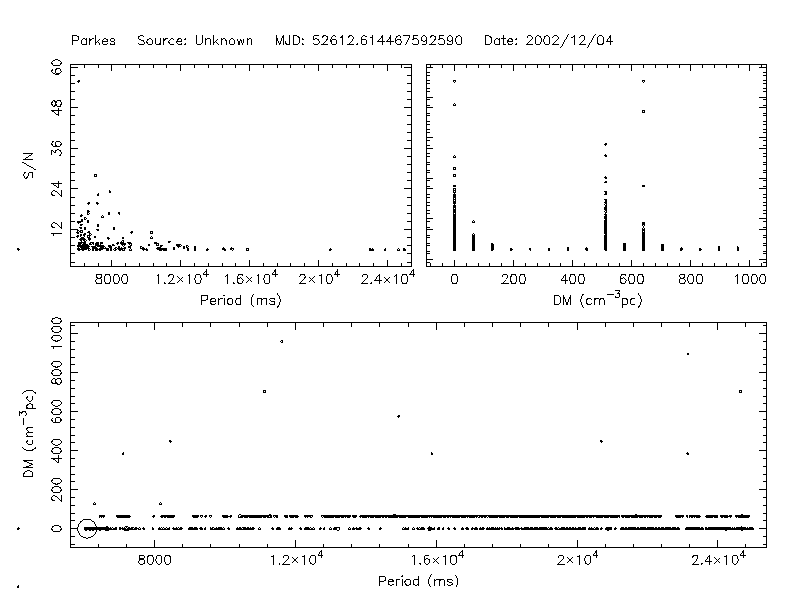 Parkes Source: Unknown MJD: 52612.614467592590 Date: 2002/12/04
S/N
60
48
36
24
12
8000 1.2×10⁴ 1.6×10⁴ 2×10⁴ 2.4×10⁴
Period (ms)
0 200 400 600 800 1000
DM (cm⁻³pc)
DM (cm⁻³pc)
1000
800
600
400
200
0
8000 1.2×10⁴ 1.6×10⁴ 2×10⁴ 2.4×10⁴
Period (ms)